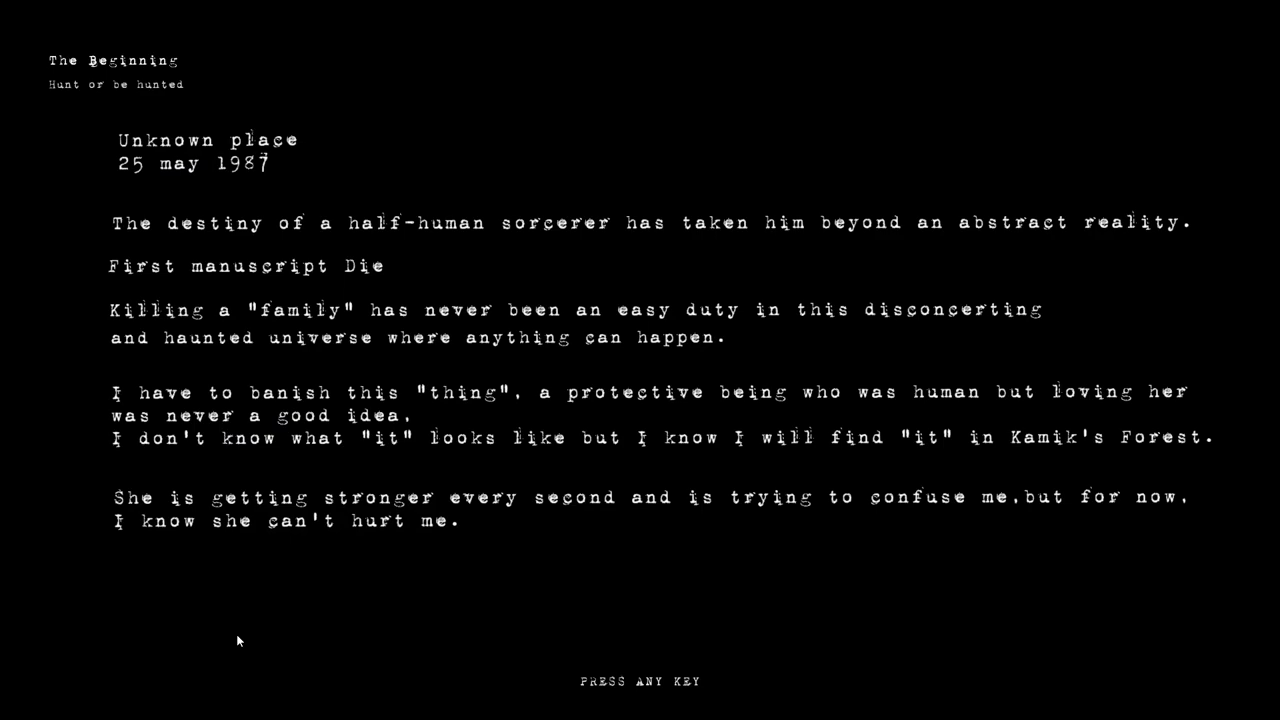 The Beginning
Hunt or be hunted
Unknown place
25 may 1987
The destiny of a half-human sorcerer has taken him beyond an abstract reality.
First manuscript Die
Killing a "family" has never been an easy duty in this disconcerting
and haunted universe where anything can happen.
I have to banish this "thing", a protective being who was human but loving her
was never a good idea,
I don't know what "it" looks like but I know I will find "it" in Kamik's Forest.
She is getting stronger every second and is trying to confuse me,but for now,
I know she can't hurt me.
PRESS ANY KEY